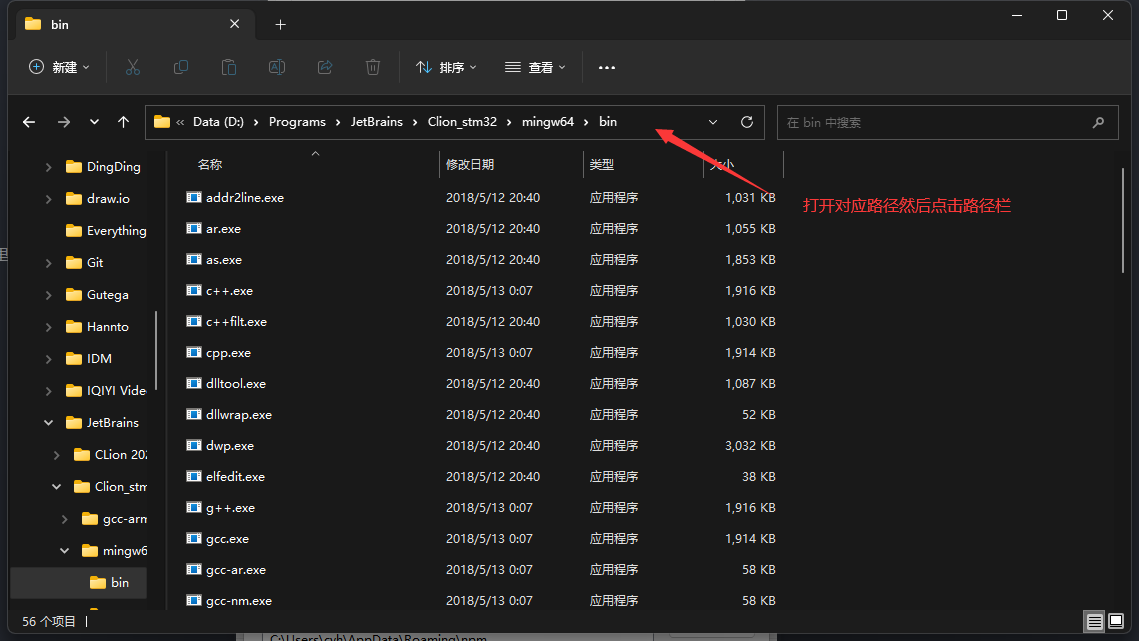 bin
新建
排序
查看
Data (D:) Programs JetBrains Clion_stm32 mingw64 bin
在 bin 中搜索
名称 修改日期 类型 大小
打开对应路径然后点击路径栏
DingDing
draw.io
Everything
Git
Gutega
Hannto
IDM
IQIYI Vide
JetBrains
CLion 202
Clion_stm
gcc-arm
mingw6
bin
addr2line.exe 2018/5/12 20:40 应用程序 1,031 KB
ar.exe 2018/5/12 20:40 应用程序 1,055 KB
as.exe 2018/5/12 20:40 应用程序 1,853 KB
c++.exe 2018/5/13 0:07 应用程序 1,916 KB
c++filt.exe 2018/5/12 20:40 应用程序 1,030 KB
cpp.exe 2018/5/13 0:07 应用程序 1,914 KB
dlltool.exe 2018/5/12 20:40 应用程序 1,087 KB
dllwrap.exe 2018/5/12 20:40 应用程序 52 KB
dwp.exe 2018/5/12 20:40 应用程序 3,032 KB
elfedit.exe 2018/5/12 20:40 应用程序 38 KB
g++.exe 2018/5/13 0:07 应用程序 1,916 KB
gcc.exe 2018/5/13 0:07 应用程序 1,914 KB
gcc-ar.exe 2018/5/13 0:07 应用程序 58 KB
gcc-nm.exe 2018/5/13 0:07 应用程序 58 KB
56 个项目
C:\Users\cyh\AppData\Roaming\npm